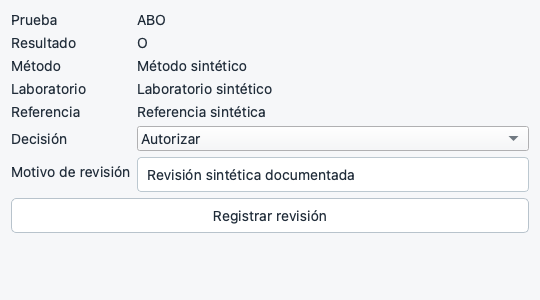 Prueba ABO
Resultado O
Método Método sintético
Laboratorio Laboratorio sintético
Referencia Referencia sintética
Decisión Autorizar
Motivo de revisión Revisión sintética documentada
Registrar revisión